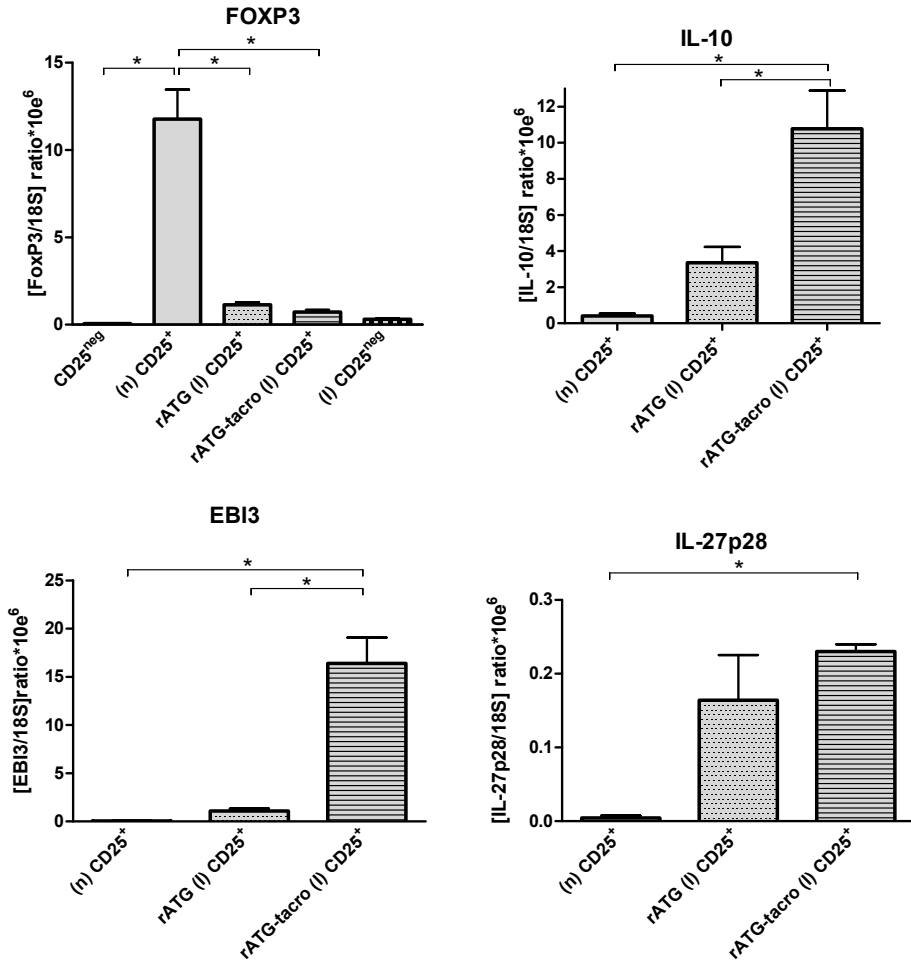 FOXP3
*
*
*
[FoxP3/18S] ratio*10e⁶
15
10
5
0
CD25ⁿᵉᵍ
(n) CD25⁺
rATG (I) CD25⁺
rATG-tacro (I) CD25⁺
(I) CD25ⁿᵉᵍ
IL-10
*
*
[IL-10/18S] ratio*10e⁶
12
10
8
6
4
2
0
(n) CD25⁺
rATG (I) CD25⁺
rATG-tacro (I) CD25⁺
EBI3
*
*
[EBI3/18S]ratio*10e⁶
25
20
15
10
5
0
(n) CD25⁺
rATG (I) CD25⁺
rATG-tacro (I) CD25⁺
IL-27p28
*
[IL-27p28/18S] ratio*10e⁶
0.3
0.2
0.1
0.0
(n) CD25⁺
rATG (I) CD25⁺
rATG-tacro (I) CD25⁺